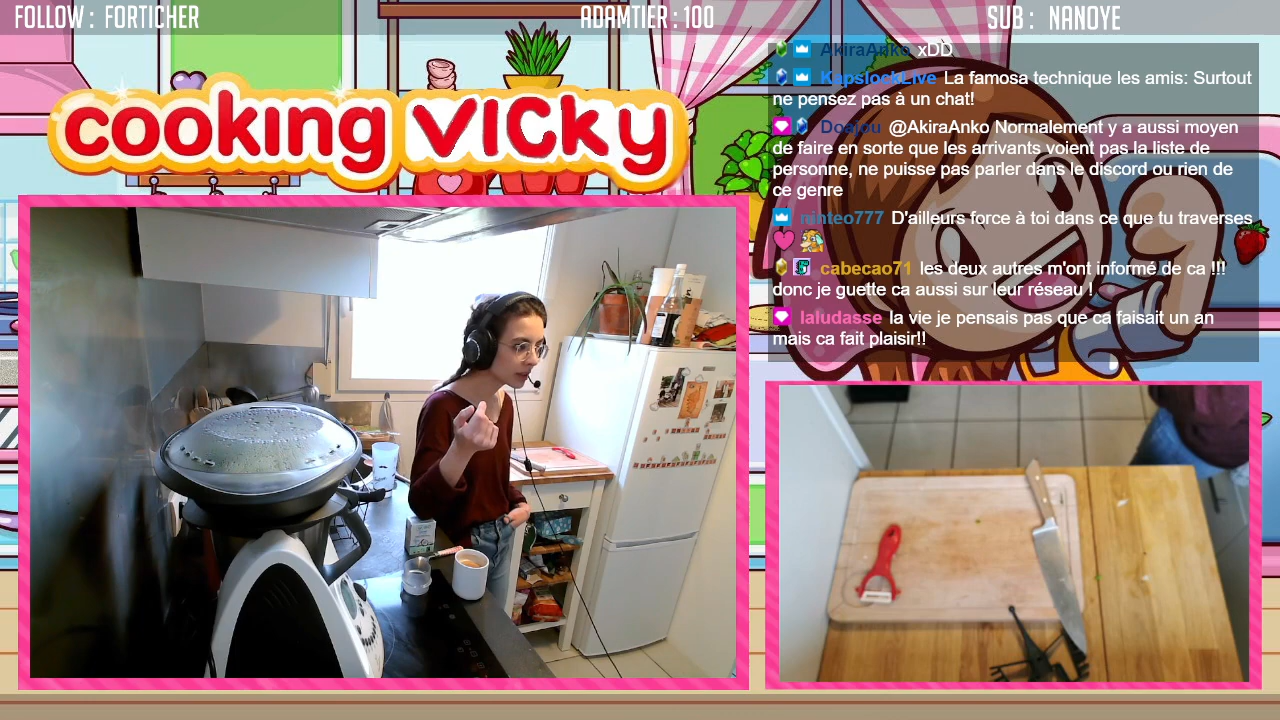 FOLLOW : FORTICHER
ADAMTIER : 100
SUB : NANOYE
cooking VICKY
AkiraAnko xDD
KapslockLive La famosa technique les amis: Surtout
ne pensez pas à un chat!
Doajou @AkiraAnko Normalement y a aussi moyen
de faire en sorte que les arrivants voient pas la liste de
personne, ne puisse pas parler dans le discord ou rien de
ce genre
minteo777 D'ailleurs force à toi dans ce que tu traverses
cabecao71 les deux autres m'ont informé de ca !!!
donc je guette ca aussi sur leur réseau !
laludasse la vie je pensais pas que ca faisait un an
mais ca fait plaisir!!